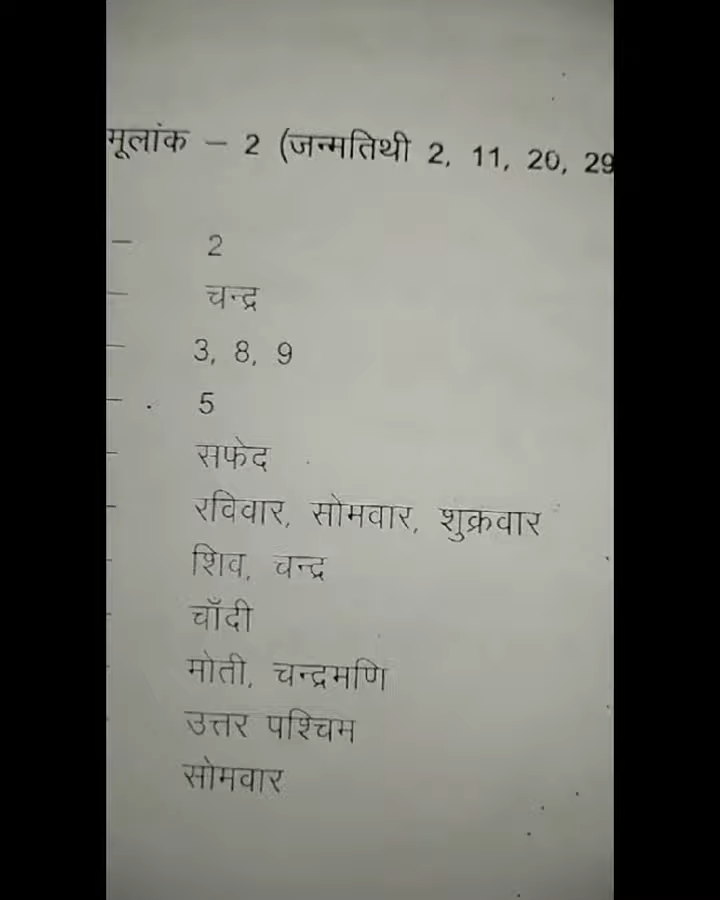 मूलांक – 2 (जन्मतिथी 2, 11, 20, 29
– 2
– चन्द्र
– 3, 8, 9
– 5
– सफेद
– रविवार, सोमवार, शुक्रवार
शिव, चन्द्र
चाँदी
मोती, चन्द्रमणि
उत्तर पश्चिम
सोमवार